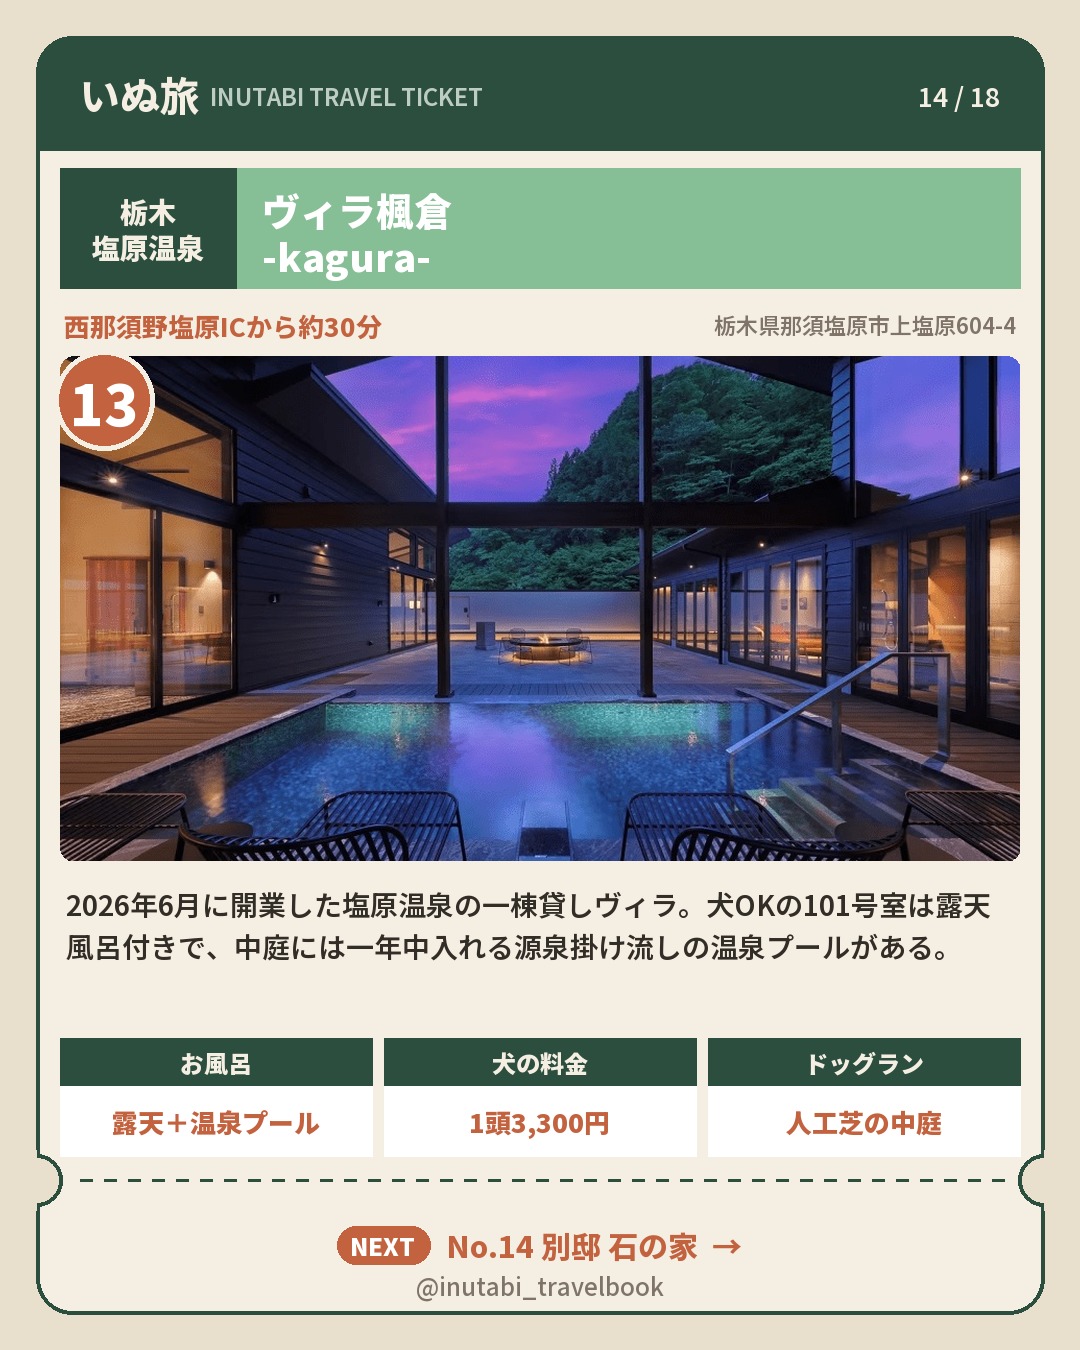 いぬ旅 INUTABI TRAVEL TICKET 14 / 18
栃木
塩原温泉
ヴィラ楓倉
-kagura-
西那須野塩原ICから約30分 栃木県那須塩原市上塩原604-4
13
2026年6月に開業した塩原温泉の一棟貸しヴィラ。犬OKの101号室は露天
風呂付きで、中庭には一年中入れる源泉掛け流しの温泉プールがある。
お風呂 犬の料金 ドッグラン
露天＋温泉プール 1頭3,300円 人工芝の中庭
NEXT No.14 別邸 石の家 →
@inutabi_travelbook